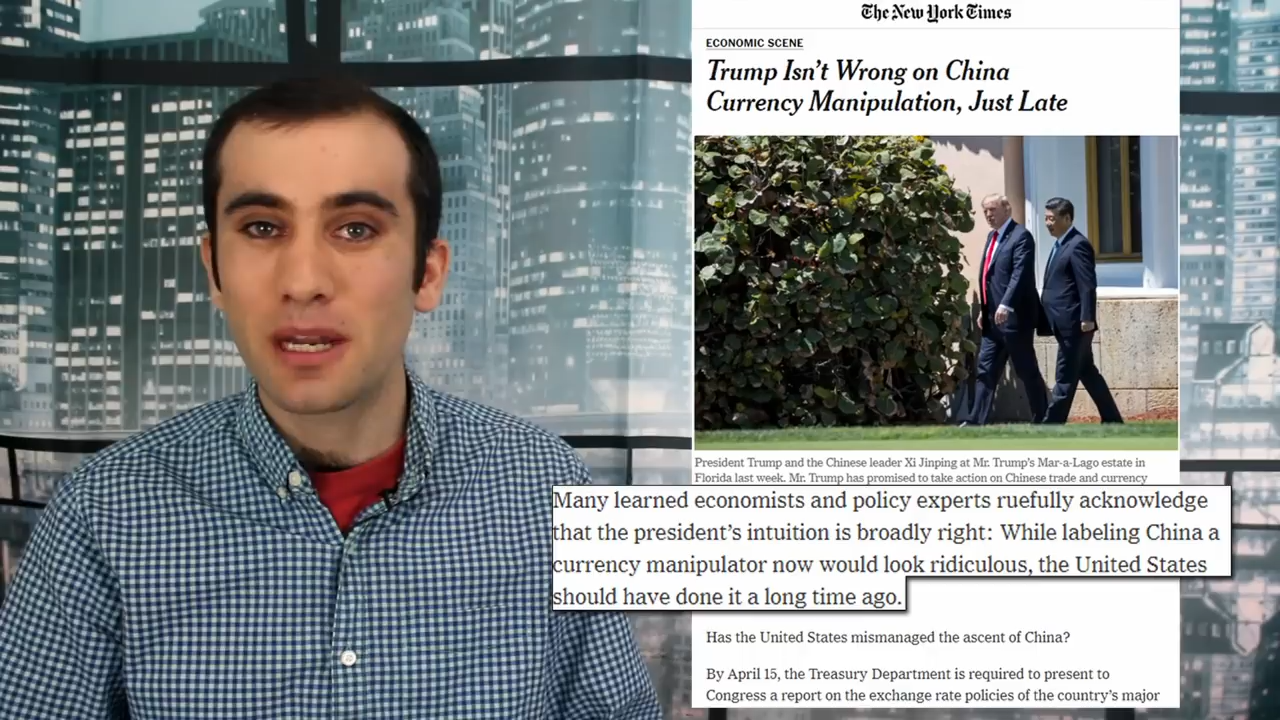 The New York Times
ECONOMIC SCENE
Trump Isn't Wrong on China
Currency Manipulation, Just Late
President Trump and the Chinese leader Xi Jinping at Mr. Trump's Mar-a-Lago estate in
Florida last week. Mr. Trump has promised to take action on Chinese trade and currency
Many learned economists and policy experts ruefully acknowledge
that the president's intuition is broadly right: While labeling China a
currency manipulator now would look ridiculous, the United States
should have done it a long time ago.
Has the United States mismanaged the ascent of China?
By April 15, the Treasury Department is required to present to
Congress a report on the exchange rate policies of the country's major